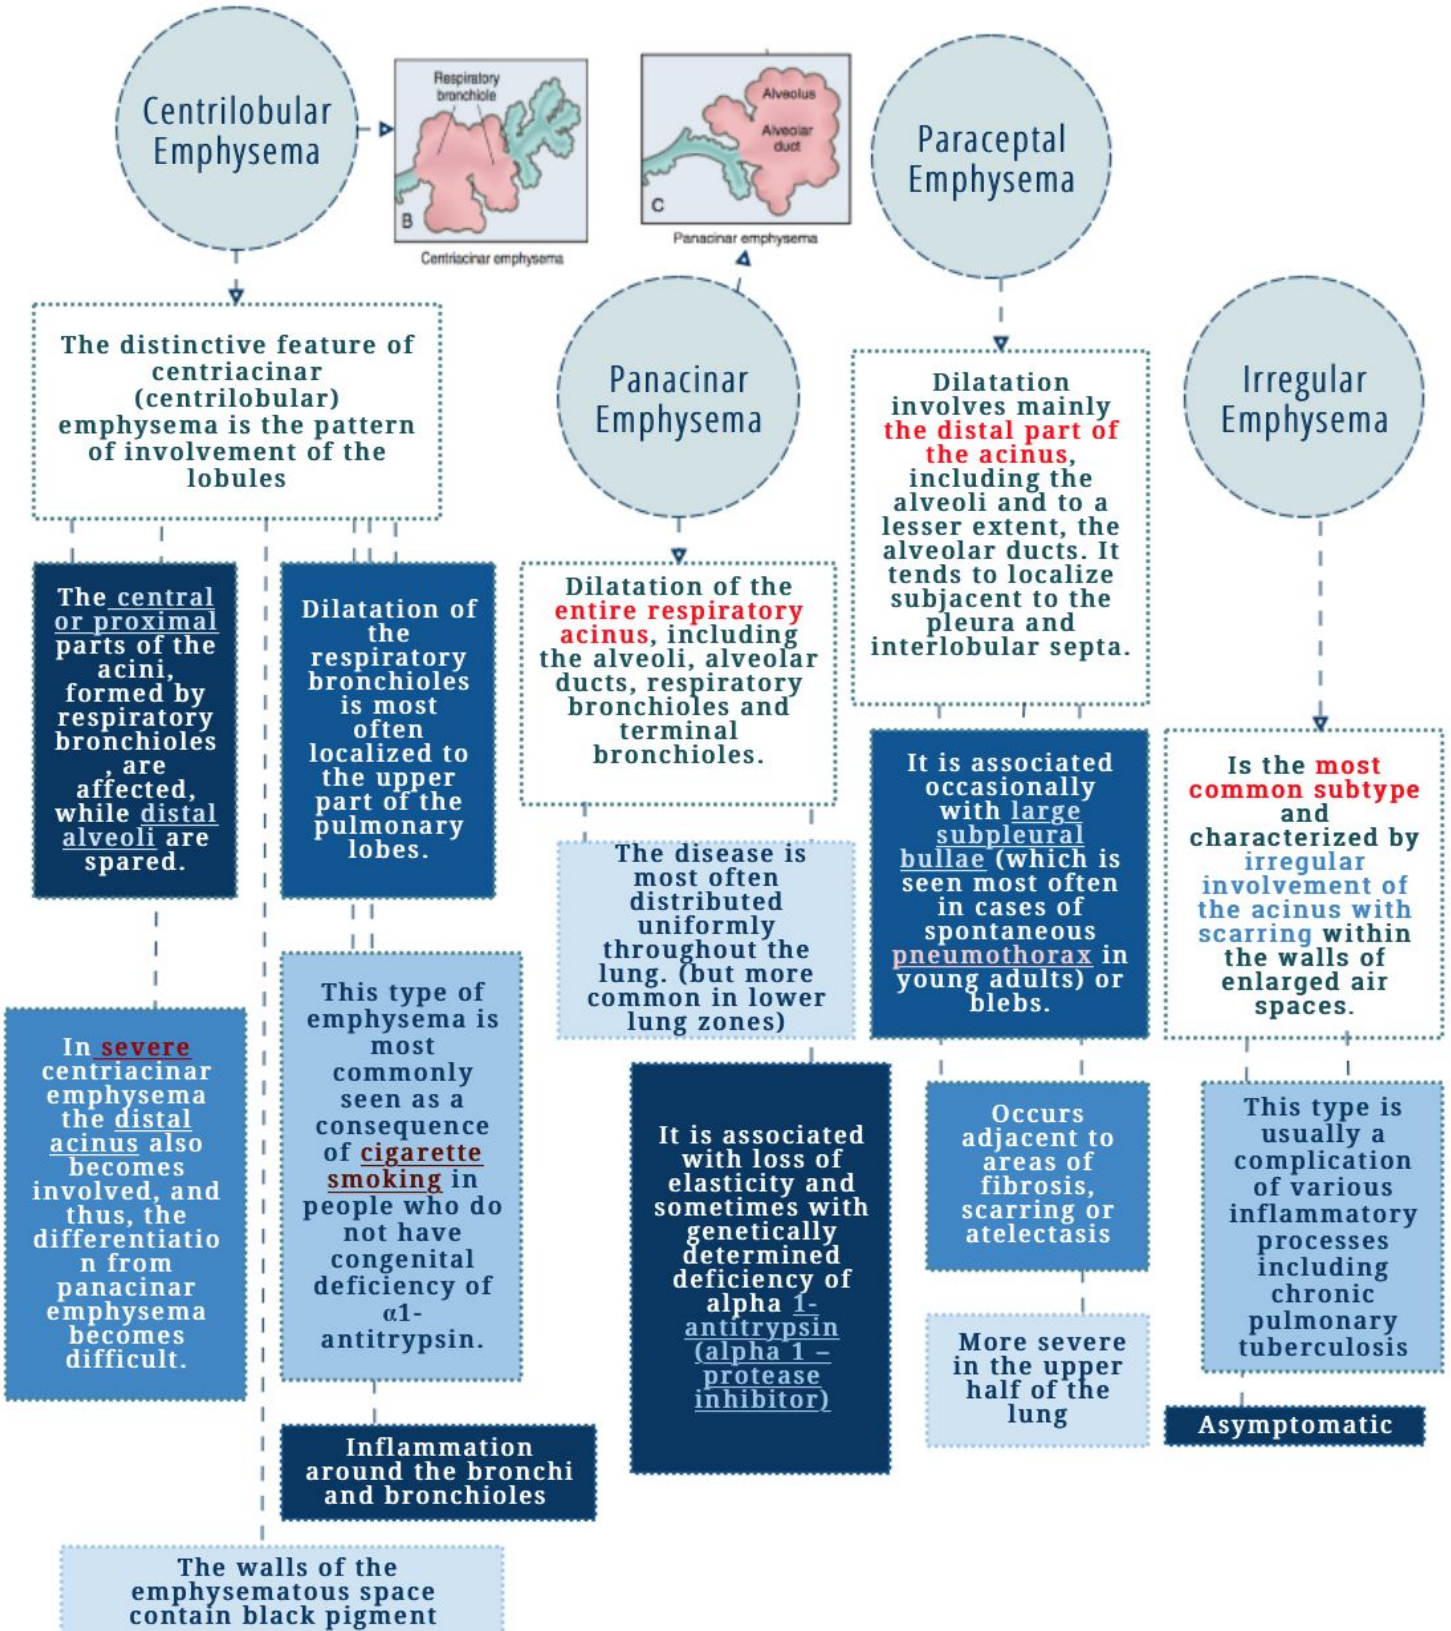 Centrilobular
Emphysema
Respiratory
bronchiole
B
Centriacinar emphysema
The distinctive feature of
centriacinar
(centrilobular)
emphysema is the pattern
of involvement of the
lobules
The central
or proximal
parts of the
acini,
formed by
respiratory
bronchioles
, are
affected,
while distal
alveoli are
spared.
In severe
centriacinar
emphysema
the distal
acinus also
becomes
involved, and
thus, the
differentiatio
n from
panacinar
emphysema
becomes
difficult.
Dilatation of
the
respiratory
bronchioles
is most
often
localized to
the upper
part of the
pulmonary
lobes.
This type of
emphysema is
most
commonly
seen as a
consequence
of cigarette
smoking in
people who do
not have
congenital
deficiency of
α1-
antitrypsin.
Inflammation
around the bronchi
and bronchioles
The walls of the
emphysematous space
contain black pigment
Alveolus
Alveolar
duct
C
Panacinar emphysema
Panacinar
Emphysema
Dilatation of the
entire respiratory
acinus, including
the alveoli, alveolar
ducts, respiratory
bronchioles and
terminal
bronchioles.
The disease is
most often
distributed
uniformly
throughout the
lung. (but more
common in lower
lung zones)
It is associated
with loss of
elasticity and
sometimes with
genetically
determined
deficiency of
alpha 1-
antitrypsin
(alpha 1 –
protease
inhibitor)
Paraceptal
Emphysema
Dilatation
involves mainly
the distal part of
the acinus,
including the
alveoli and to a
lesser extent, the
alveolar ducts. It
tends to localize
subjacent to the
pleura and
interlobular septa.
It is associated
occasionally
with large
subpleural
bullae (which is
seen most often
in cases of
spontaneous
pneumothorax in
young adults) or
blebs.
Occurs
adjacent to
areas of
fibrosis,
scarring or
atelectasis
More severe
in the upper
half of the
lung
Irregular
Emphysema
Is the most
common subtype
and
characterized by
irregular
involvement of
the acinus with
scarring within
the walls of
enlarged air
spaces.
This type is
usually a
complication
of various
inflammatory
processes
including
chronic
pulmonary
tuberculosis
Asymptomatic